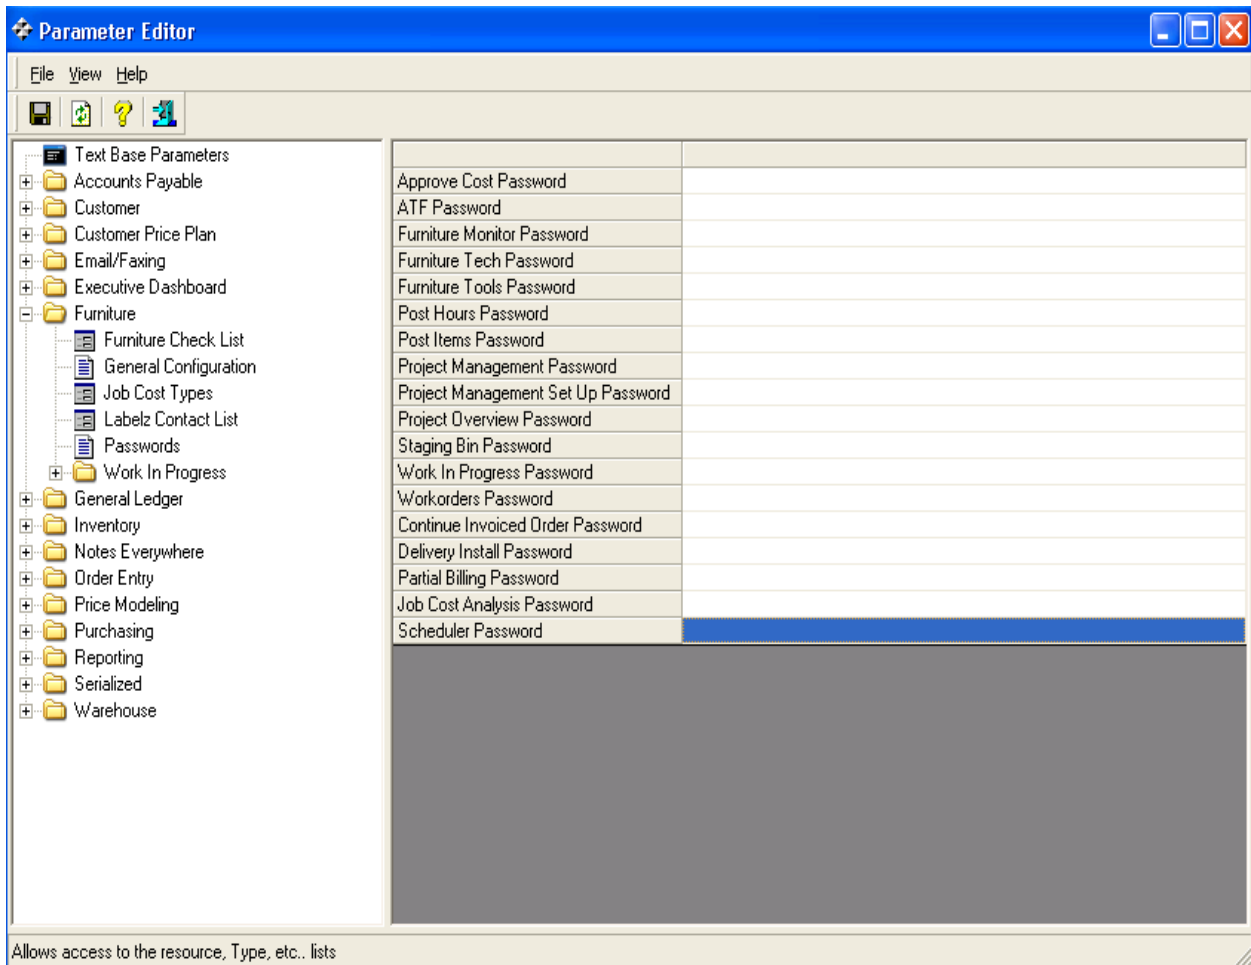 Parameter Editor
File View Help
Text Base Parameters
Accounts Payable
Customer
Customer Price Plan
Email/Faxing
Executive Dashboard
Furniture
Furniture Check List
General Configuration
Job Cost Types
Labelz Contact List
Passwords
Work In Progress
General Ledger
Inventory
Notes Everywhere
Order Entry
Price Modeling
Purchasing
Reporting
Serialized
Warehouse
Approve Cost Password
ATF Password
Furniture Monitor Password
Furniture Tech Password
Furniture Tools Password
Post Hours Password
Post Items Password
Project Management Password
Project Management Set Up Password
Project Overview Password
Staging Bin Password
Work In Progress Password
Workorders Password
Continue Invoiced Order Password
Delivery Install Password
Partial Billing Password
Job Cost Analysis Password
Scheduler Password
Allows access to the resource, Type, etc.. lists